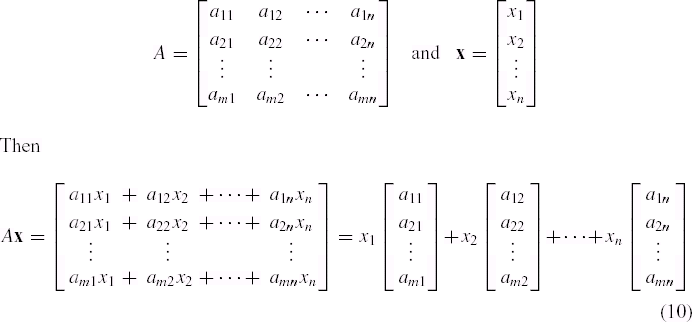 A = [ a₁₁ a₁₂ ⋯ a₁ₙ ; a₂₁ a₂₂ ⋯ a₂ₙ ; ⋮ ⋮ ⋮ ; aₘ₁ aₘ₂ ⋯ aₘₙ ] and x = [ x₁ ; x₂ ; ⋮ ; xₙ ]
Then
Ax = [ a₁₁x₁ + a₁₂x₂ + ⋯ + a₁ₙxₙ ; a₂₁x₁ + a₂₂x₂ + ⋯ + a₂ₙxₙ ; ⋮ ⋮ ⋮ ; aₘ₁x₁ + aₘ₂x₂ + ⋯ + aₘₙxₙ ] = x₁ [ a₁₁ ; a₂₁ ; ⋮ ; aₘ₁ ] + x₂ [ a₁₂ ; a₂₂ ; ⋮ ; aₘ₂ ] + ⋯ + xₙ [ a₁ₙ ; a₂ₙ ; ⋮ ; aₘₙ ]
(10)